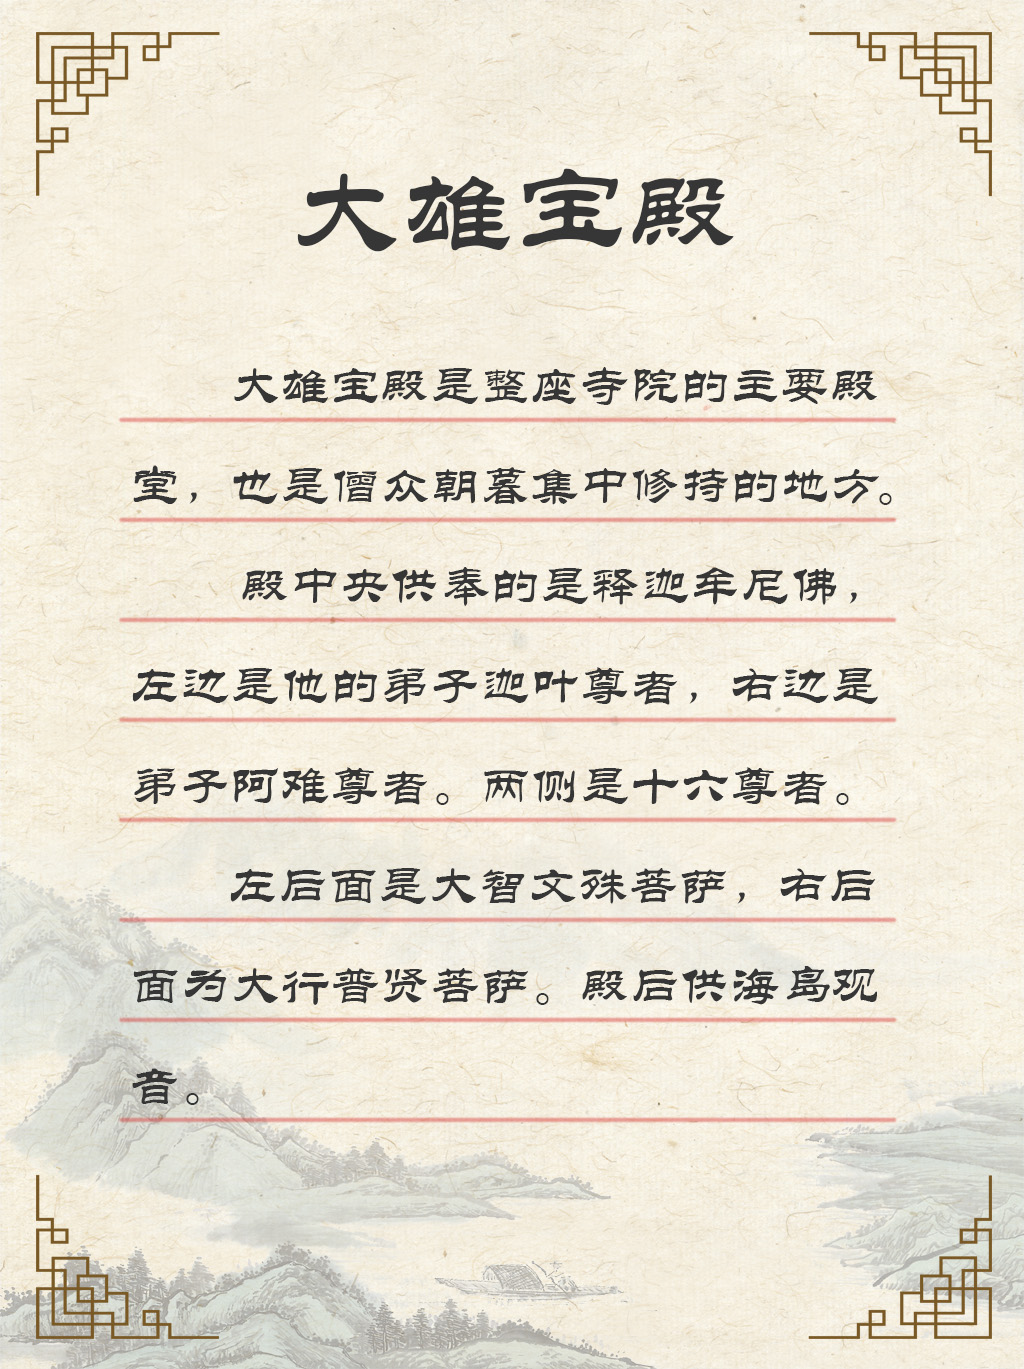 大雄宝殿
大雄宝殿是整座寺院的主要殿
堂，也是僧众朝暮集中修持的地方。
殿中央供奉的是释迦牟尼佛，
左边是他的弟子迦叶尊者，右边是
弟子阿难尊者。两侧是十六尊者。
左后面是大智文殊菩萨，右后
面为大行普贤菩萨。殿后供海岛观
音。